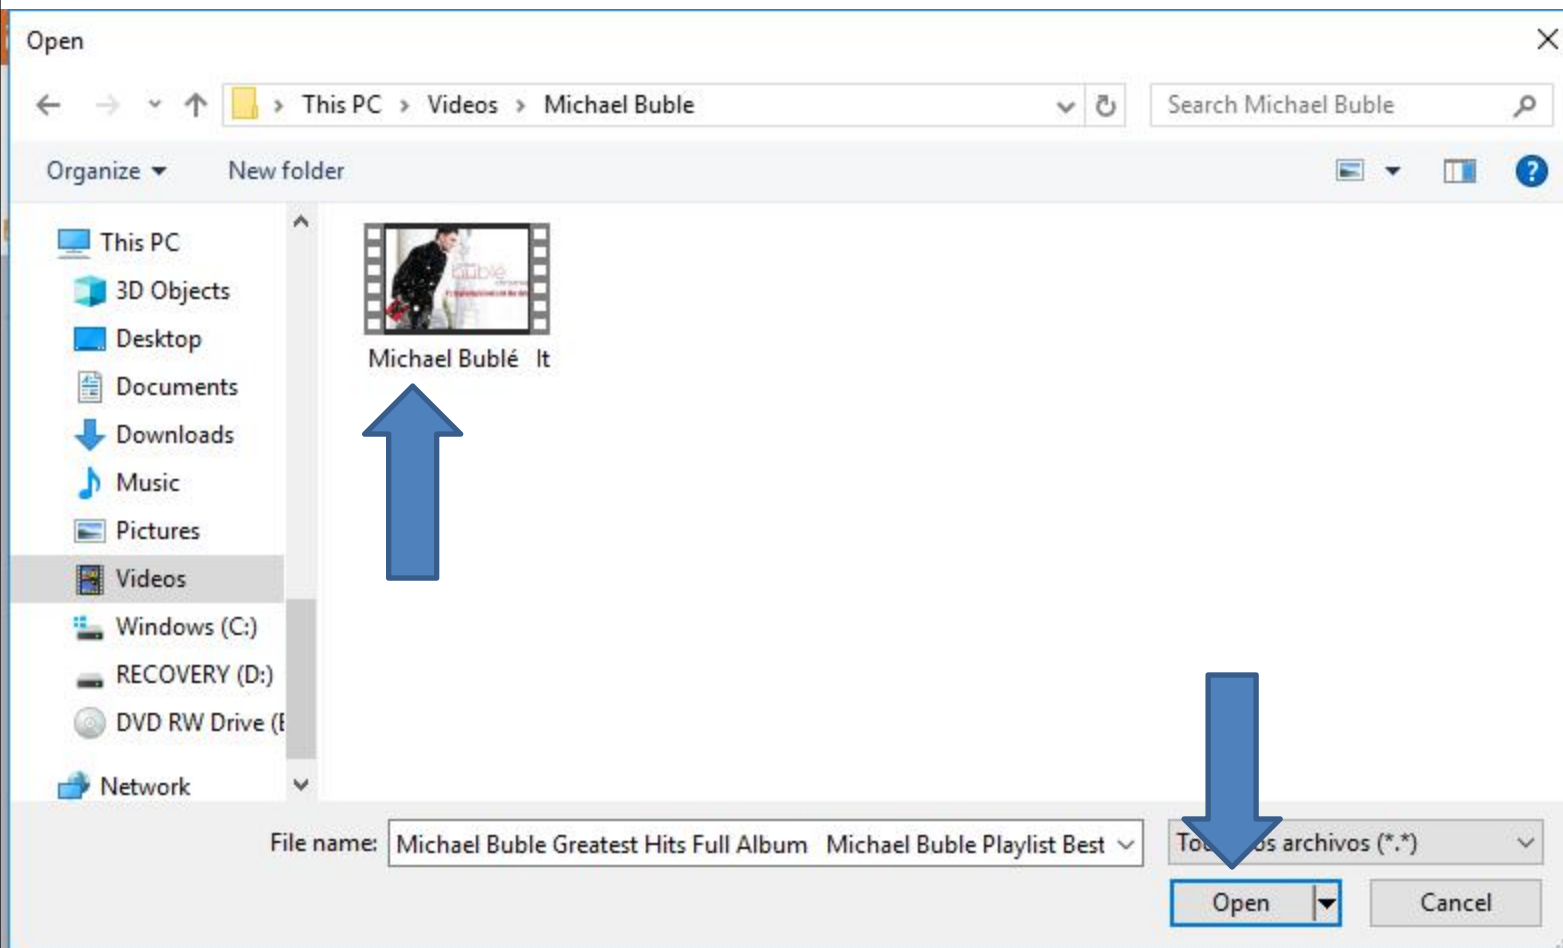 Open
This PC > Videos > Michael Buble
Search Michael Buble
Organize
New folder
This PC
3D Objects
Desktop
Documents
Downloads
Music
Pictures
Videos
Windows (C:)
RECOVERY (D:)
DVD RW Drive (
Network
bublé
Michael Bublé It
File name: Michael Buble Greatest Hits Full Album Michael Buble Playlist Best
archivos (*.*)
Open
Cancel